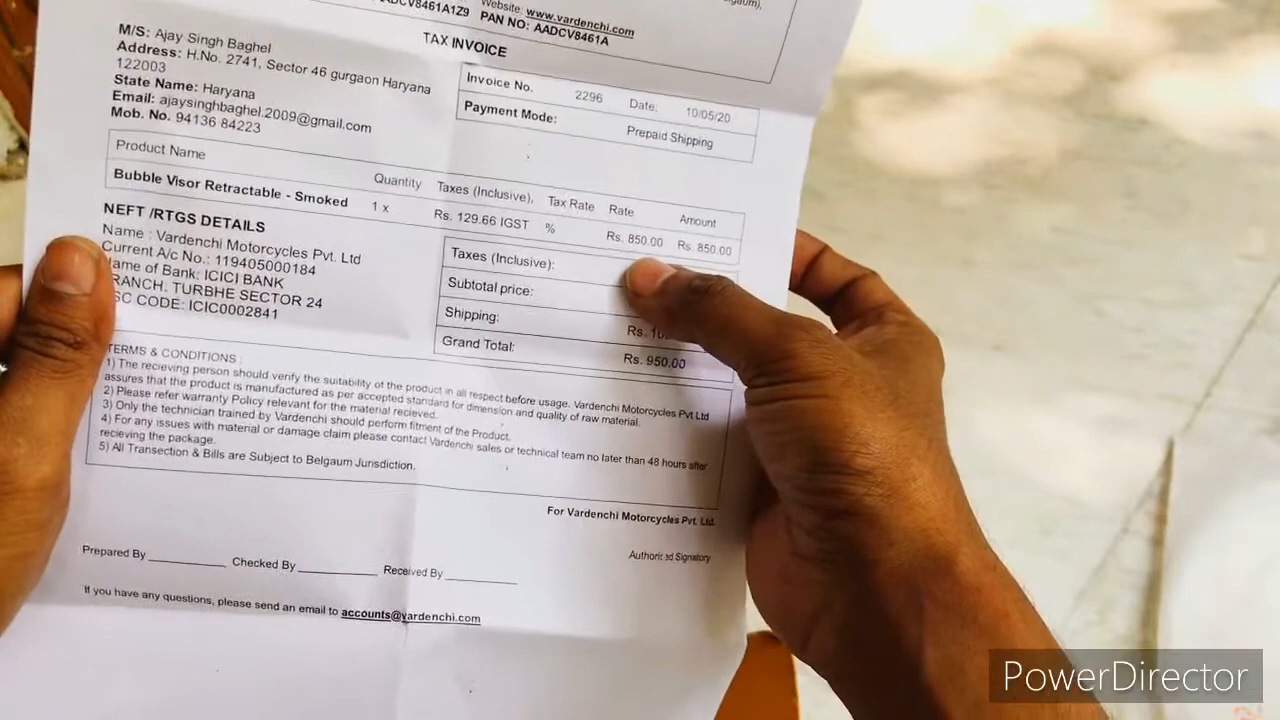 Website: www.vardenchi.com
PAN NO: AADCV8461A
TAX INVOICE
M/S: Ajay Singh Baghel
Address: H.No. 2741, Sector 46 gurgaon Haryana
122003
State Name: Haryana
Email: ajaysinghbaghel.2009@gmail.com
Mob. No. 94136 84223
Invoice No. 2296 Date: 10/05/20
Payment Mode: Prepaid Shipping
Product Name Quantity Taxes (Inclusive), Tax Rate Rate Amount
Bubble Visor Retractable - Smoked 1 x Rs. 129.66 IGST % Rs. 850.00 Rs. 850.00
NEFT /RTGS DETAILS
Name : Vardenchi Motorcycles Pvt. Ltd
Current A/c No.: 119405000184
ame of Bank: ICICI BANK
RANCH. TURBHE SECTOR 24
SC CODE: ICIC0002841
Taxes (Inclusive):
Subtotal price:
Shipping: Rs. 10
Grand Total: Rs. 950.00
TERMS & CONDITIONS :
1) The recieving person should verify the suitability of the product in all respect before usage. Vardenchi Motorcycles Pvt Ltd
assures that the product is manufactured as per accepted standard for dimension and quality of raw material.
2) Please refer warranty Policy relevant for the material recieved.
3) Only the technician trained by Vardenchi should perform fitment of the Product.
4) For any issues with material or damage claim please contact Vardenchi sales or technical team no later than 48 hours after
recieving the package.
5) All Transection & Bills are Subject to Belgaum Jurisdiction.
For Vardenchi Motorcycles Pvt. Ltd.
Authorized Signatory
Prepared By Checked By Received By
If you have any questions, please send an email to accounts@vardenchi.com
PowerDirector